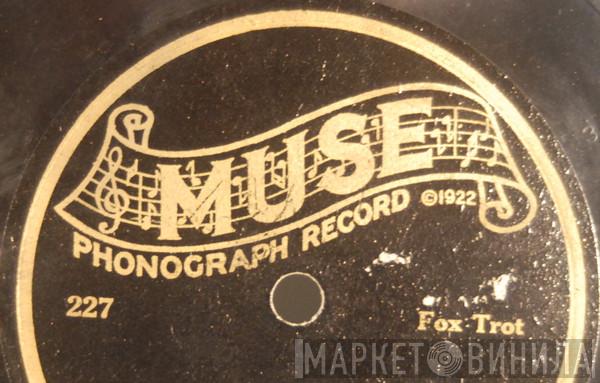 MUSE
PHONOGRAPH RECORD ©1922
227
Fox Trot
МАРКЕТ ВИНИЛА